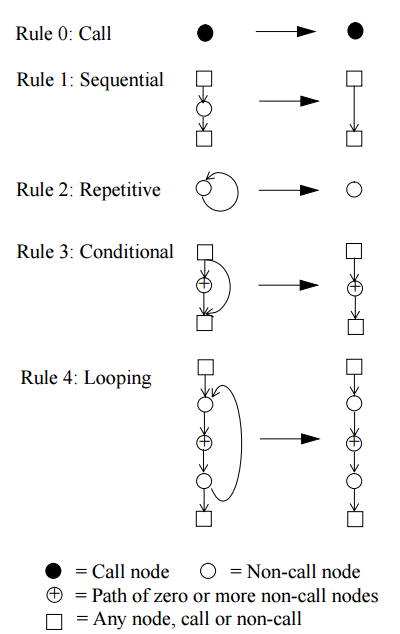 Rule 0: Call
Rule 1: Sequential
Rule 2: Repetitive
Rule 3: Conditional
Rule 4: Looping
= Call node = Non-call node
= Path of zero or more non-call nodes
= Any node, call or non-call